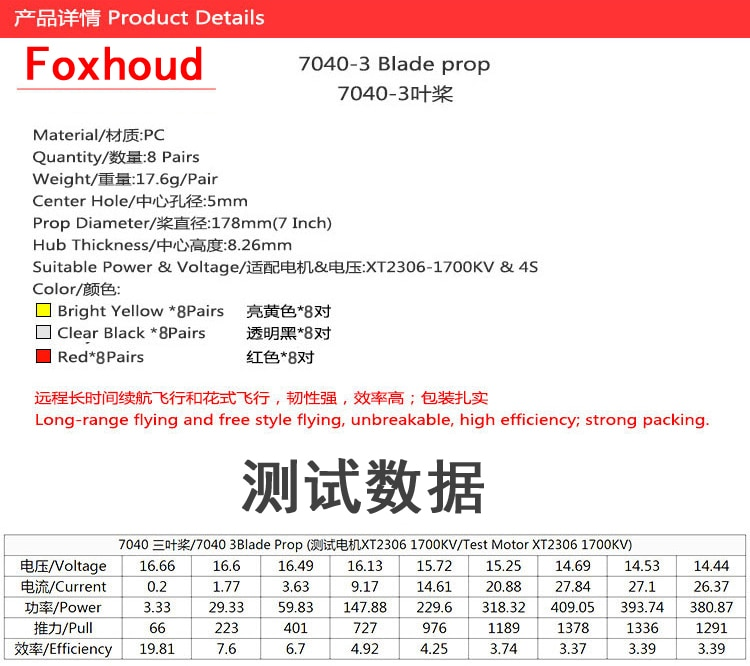 产品详情 Product Details
Foxhoud
7040-3 Blade prop
7040-3叶桨
Material/材质:PC
Quantity/数量:8 Pairs
Weight/重量:17.6g/Pair
Center Hole/中心孔径:5mm
Prop Diameter/桨直径:178mm(7 Inch)
Hub Thickness/中心高度:8.26mm
Suitable Power & Voltage/适配电机&电压:XT2306-1700KV & 4S
Color/颜色:
Bright Yellow *8Pairs 亮黄色*8对
Clear Black *8Pairs 透明黑*8对
Red*8Pairs 红色*8对
远程长时间续航飞行和花式飞行，韧性强，效率高；包装扎实
Long-range flying and free style flying, unbreakable, high efficiency; strong packing.
测试数据
7040 三叶桨/7040 3Blade Prop (测试电机XT2306 1700KV/Test Motor XT2306 1700KV)
电压/Voltage 16.66 16.6 16.49 16.13 15.72 15.25 14.69 14.53 14.44
电流/Current 0.2 1.77 3.63 9.17 14.61 20.88 27.84 27.1 26.37
功率/Power 3.33 29.33 59.83 147.88 229.6 318.32 409.05 393.74 380.87
推力/Pull 66 223 401 727 976 1189 1378 1336 1291
效率/Efficiency 19.81 7.6 6.7 4.92 4.25 3.74 3.37 3.39 3.39